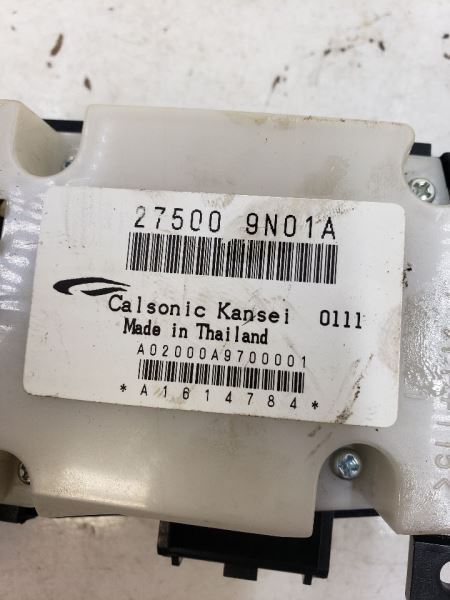 27500 9N01A
Calsonic Kansei 0111
Made in Thailand
A02000A9700001
*A1614784*